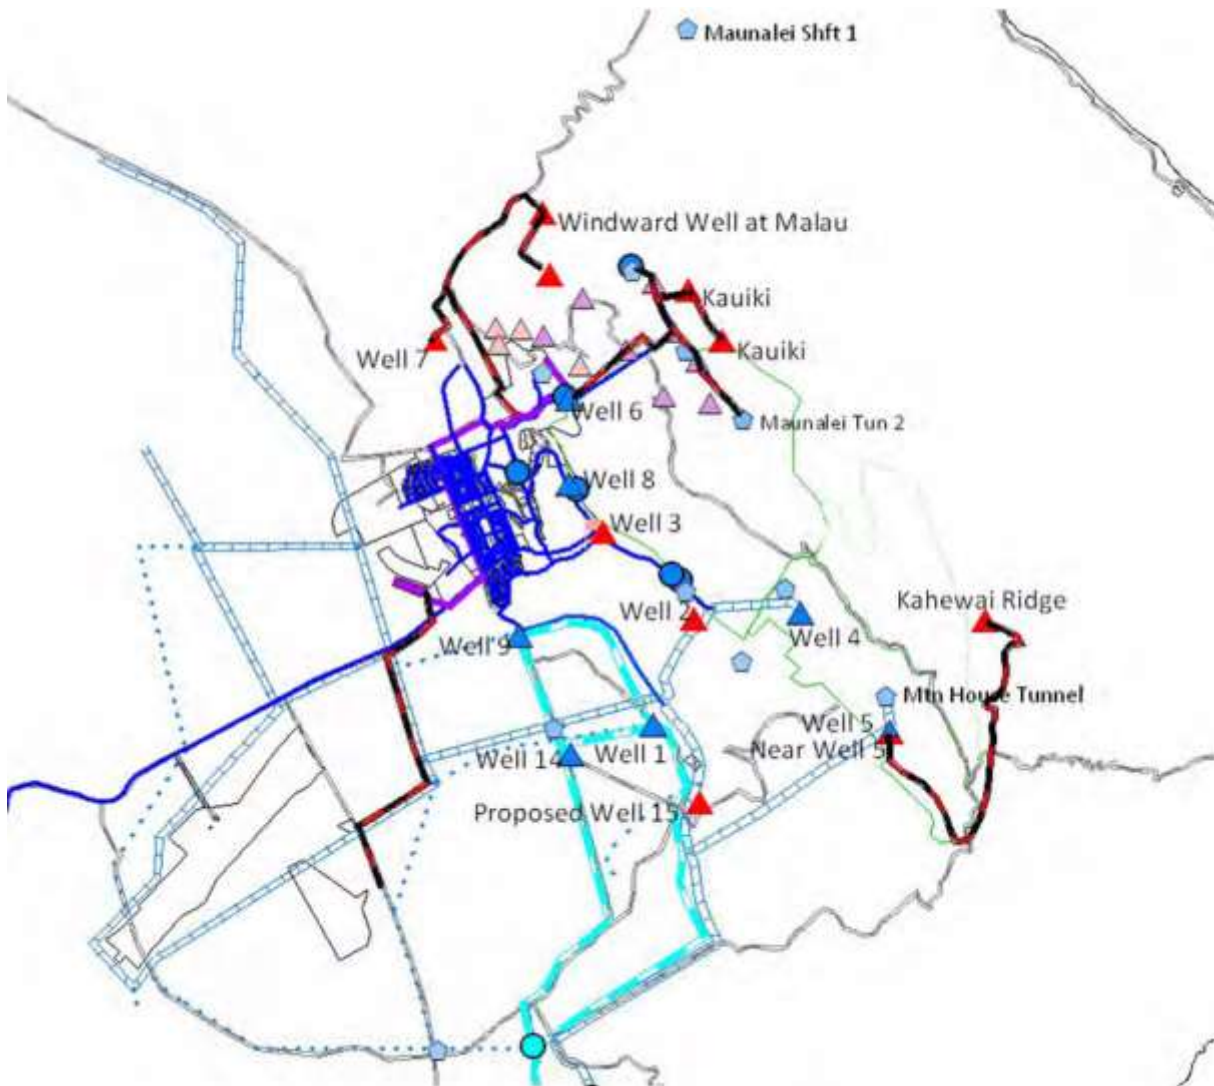 Maunalei Shft 1
Windward Well at Malau
Kauiki
Well 7
Kauiki
Well 6
Maunalei Tun 2
Well 8
Well 3
Well 2
Kahewai Ridge
Well 9
Well 4
Mtn House Tunnel
Well 5
Well 14
Well 1
Near Well 5
Proposed Well 15